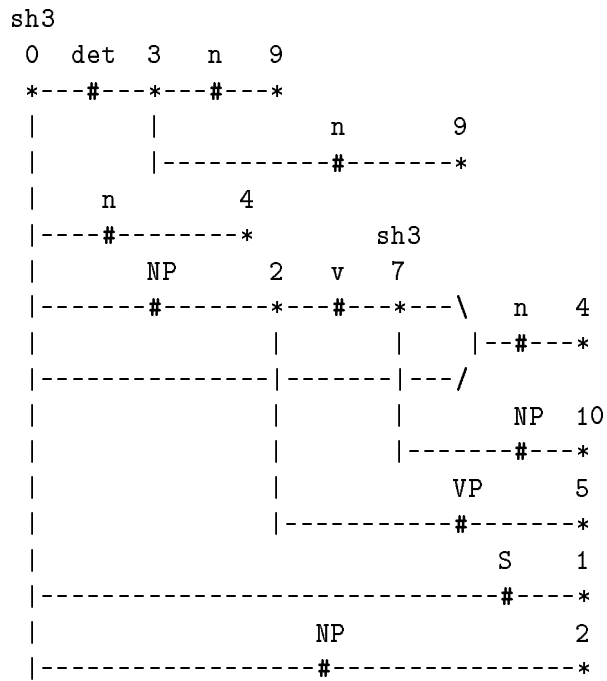 sh3
0 det 3 n 9
*---#---*---#---*
| | n 9
| |-----------#-------*
| n 4
|----#--------* sh3
| NP 2 v 7
|-------#-------*---#---*---\ n 4
| | | |--#---*
|---------------|-------|---/
| | | NP 10
| | |-------#---*
| | VP 5
| |-----------#-------*
| S 1
|------------------------------#----*
| NP 2
|------------------#----------------*